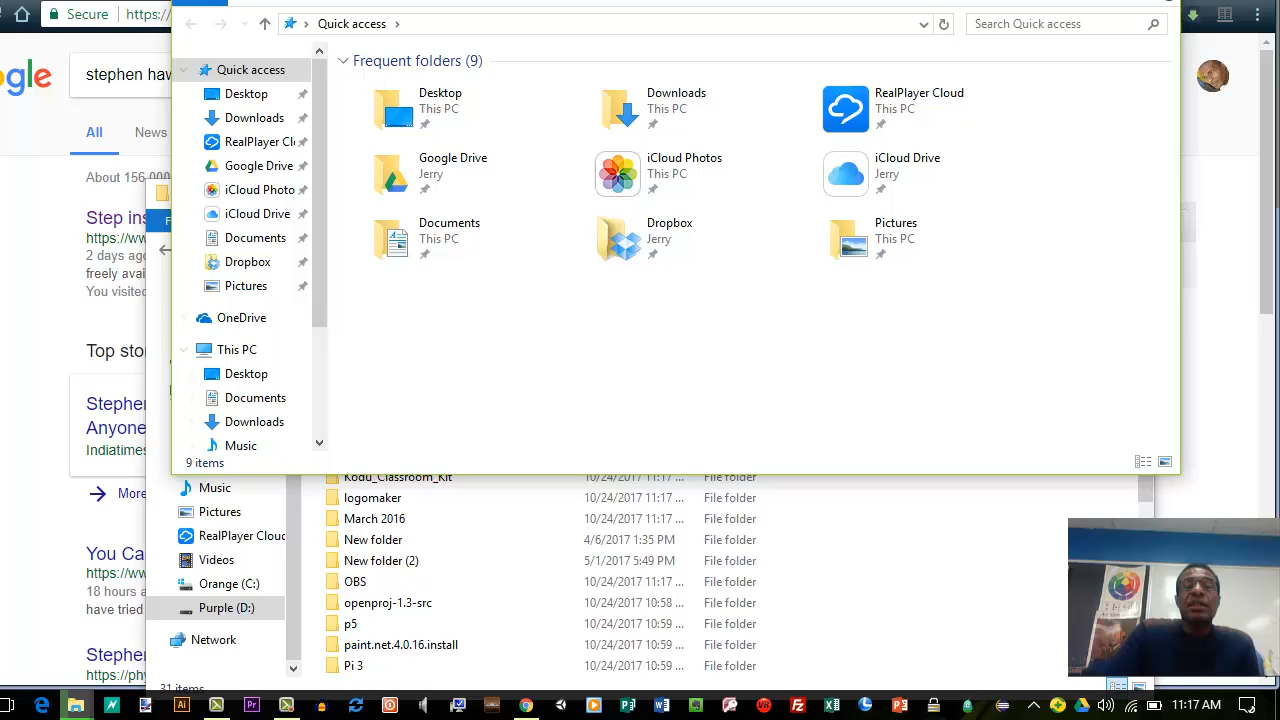 Secure
https://
Quick access
Search Quick access
gle
stephen haw
All
News
About 156,000
Step ins
https://ww
2 days ago
freely avai
You visited
Top sto
Stephen
Anyone
Indiatimes
More
You Ca
https://ww
18 hours a
have tried
Stephen
https://phy
F
Quick access
Desktop
Downloads
RealPlayer Cl
Google Drive
iCloud Photo
iCloud Drive
Documents
Dropbox
Pictures
OneDrive
This PC
Desktop
Documents
Downloads
Music
9 items
Frequent folders (9)
Desktop
This PC
Downloads
This PC
RealPlayer Cloud
This PC
Google Drive
Jerry
iCloud Photos
This PC
iCloud Drive
Jerry
Documents
This PC
Dropbox
Jerry
Pictures
This PC
Music
Pictures
RealPlayer Cloud
Videos
Orange (C:)
Purple (D:)
Network
31 items
Kodu_Classroom_Kit 10/24/2017 11:17 ... File folder
logomaker 10/24/2017 11:17 ... File folder
March 2016 10/24/2017 11:17 ... File folder
New folder 4/6/2017 1:35 PM File folder
New folder (2) 5/1/2017 5:49 PM File folder
OBS 10/24/2017 11:17 ... File folder
openproj-1.3-src 10/24/2017 10:58 ... File folder
p5 10/24/2017 10:59 ... File folder
paint.net.4.0.16.install 10/24/2017 10:59 ... File folder
Pi 3 10/24/2017 10:59 ... File folder
Ai
Pr
11:17 AM